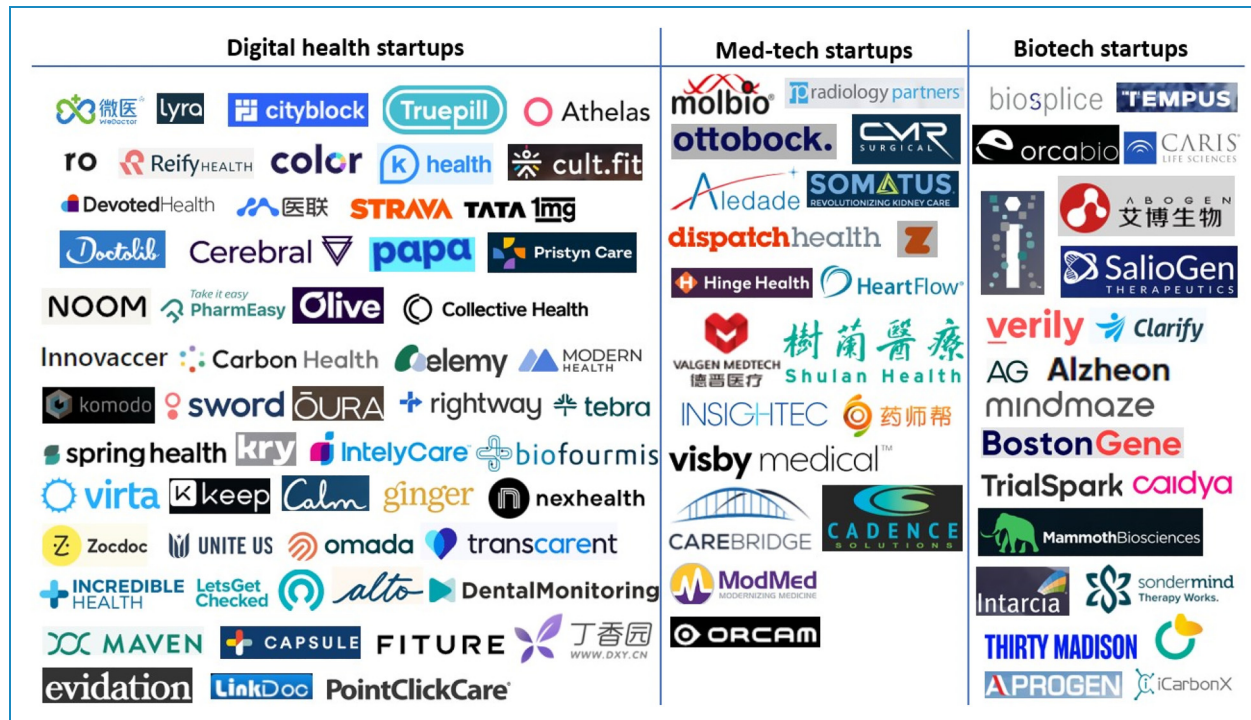 Digital health startups
微医 WeDoctor lyra cityblock Truepill Athelas
ro Reify HEALTH color k health cult.fit
DevotedHealth 医联 STRAVA TATA 1mg
Doctolib Cerebral papa Pristyn Care
NOOM Take it easy PharmEasy Olive Collective Health
Innovaccer Carbon Health elemy MODERN HEALTH
komodo sword ŌURA rightway tebra
spring health kry IntelyCare biofourmis
virta K keep Calm ginger n nexhealth
Z Zocdoc UNITE US omada transcarent
INCREDIBLE HEALTH LetsGet Checked alto DentalMonitoring
MAVEN CAPSULE FITURE 丁香园 WWW.DXY.CN
evidation LinkDoc PointClickCare®
Med-tech startups
molbio® rp radiology partners®
ottobock. CMR SURGICAL
Aledade SOMATUS REVOLUTIONIZING KIDNEY CARE
dispatchhealth Z
H Hinge Health HeartFlow®
VALGEN MEDTECH 德晋医疗 樹蘭醫療 Shulan Health
INSIGHTEC 药师帮
visby medical™
CAREBRIDGE CADENCE SOLUTIONS
ModMed MODERNIZING MEDICINE
ORCAM
Biotech startups
biosplice TEMPUS
orcabio CARIS LIFE SCIENCES
ABOGEN 艾博生物
SalioGen THERAPEUTICS
verily Clarify
AG Alzheon
mindmaze
BostonGene
TrialSpark caidya
MammothBiosciences
Intarcia sondermind Therapy Works.
THIRTY MADISON
APROGEN iCarbonX